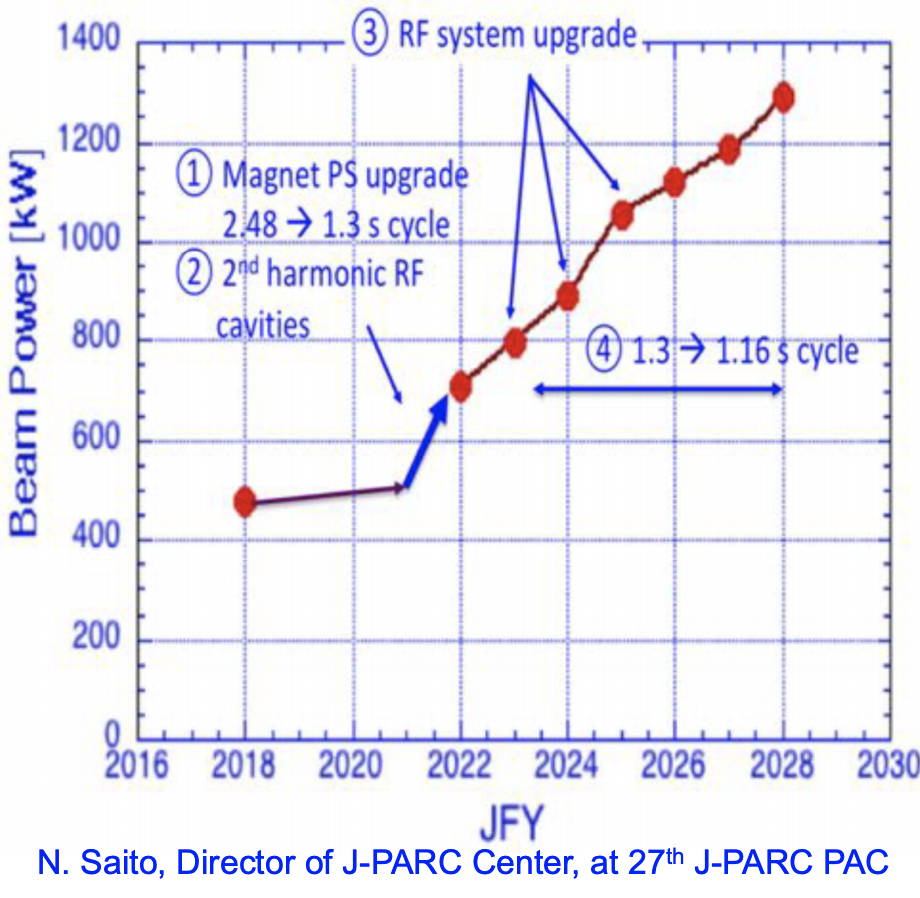 1400
③ RF system upgrade
1200
① Magnet PS upgrade
2.48 → 1.3 s cycle
1000
② 2nd harmonic RF
cavities
800
④ 1.3 → 1.16 s cycle
600
400
200
0
Beam Power [kW]
2016 2018 2020 2022 2024 2026 2028 2030
JFY
N. Saito, Director of J-PARC Center, at 27th J-PARC PAC